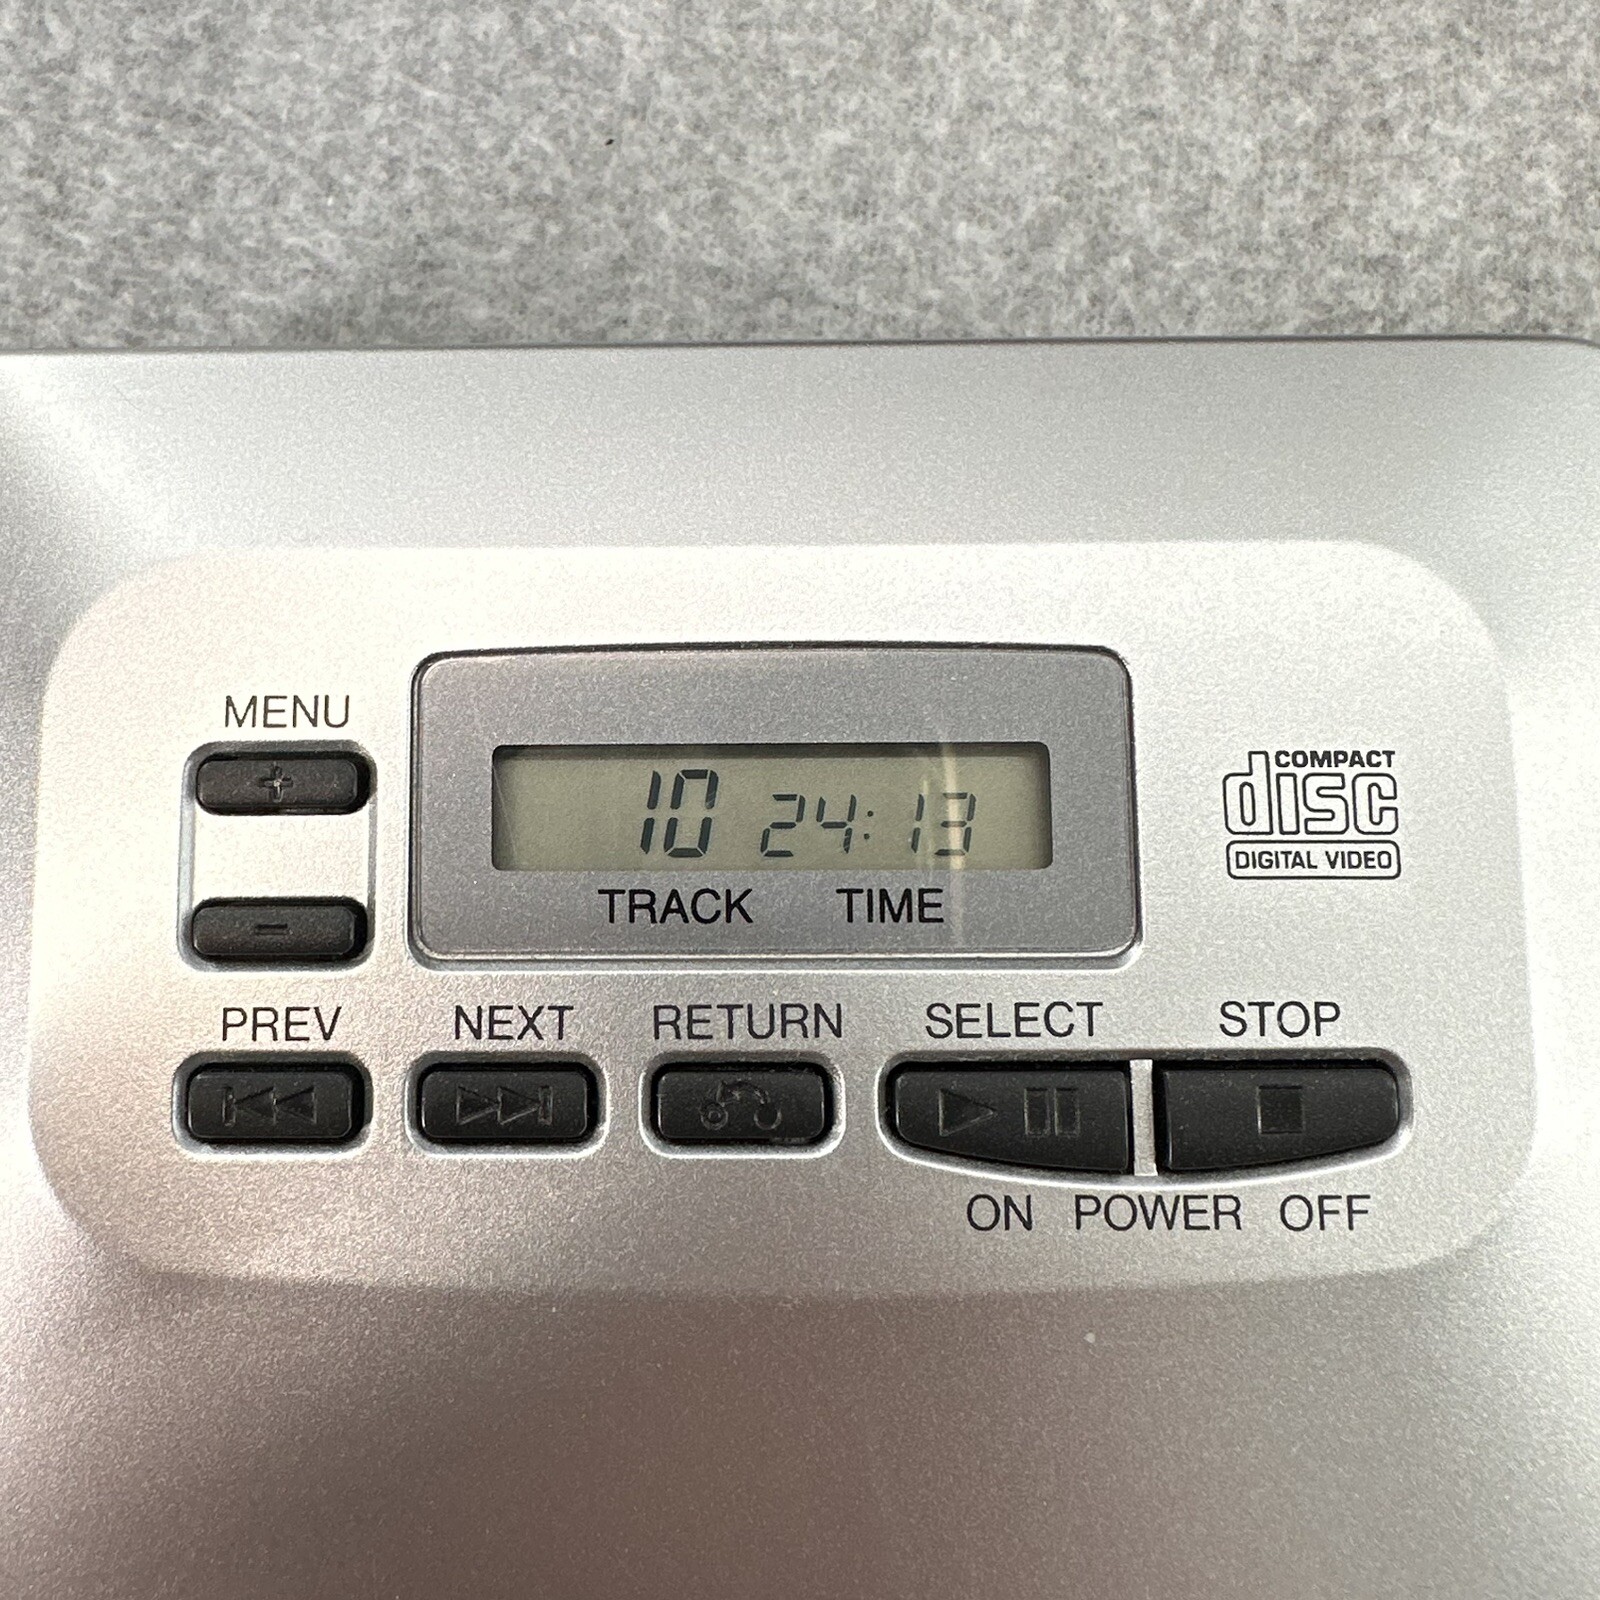 MENU
COMPACT
disc
DIGITAL VIDEO
10 24:13
TRACK TIME
PREV NEXT RETURN SELECT STOP
ON POWER OFF